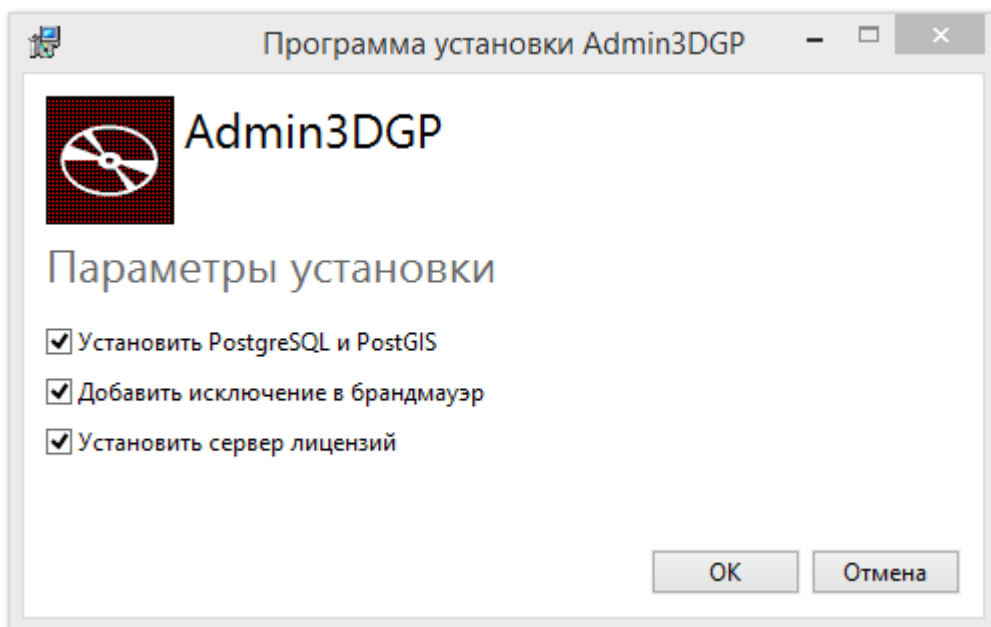 Программа установки Admin3DGP
Admin3DGP
Параметры установки
Установить PostgreSQL и PostGIS
Добавить исключение в брандмауэр
Установить сервер лицензий
OK
Отмена